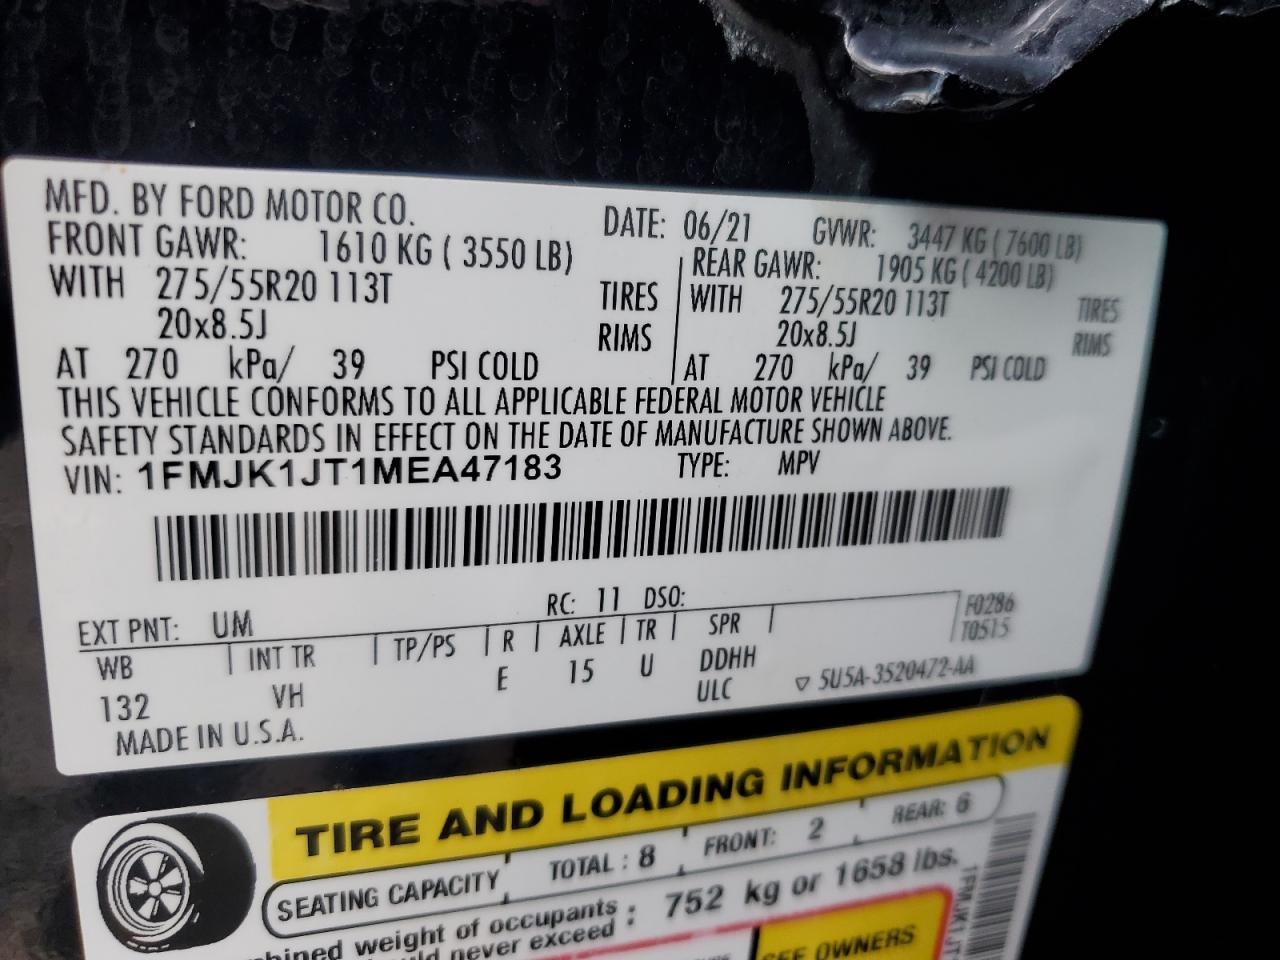 MFD. BY FORD MOTOR CO. DATE: 06/21 GVWR: 3447 KG ( 7600 LB)
FRONT GAWR: 1610 KG ( 3550 LB) REAR GAWR: 1905 KG ( 4200 LB)
WITH 275/55R20 113T TIRES WITH 275/55R20 113T TIRES
20x8.5J RIMS 20x8.5J RIMS
AT 270 kPa/ 39 PSI COLD AT 270 kPa/ 39 PSI COLD
THIS VEHICLE CONFORMS TO ALL APPLICABLE FEDERAL MOTOR VEHICLE
SAFETY STANDARDS IN EFFECT ON THE DATE OF MANUFACTURE SHOWN ABOVE.
VIN: 1FMJK1JT1MEA47183 TYPE: MPV
EXT PNT: UM RC: 11 DSO: F0286
WB INT TR TP/PS R AXLE TR SPR T0515
132 VH E 15 U DDHH
ULC ▽ 5U5A-3520472-AA
MADE IN U.S.A.
TIRE AND LOADING INFORMATION
SEATING CAPACITY TOTAL : 8 FRONT: 2 REAR: 6
weight of occupants : 752 kg or 1658 lbs.
never exceed
OWNERS